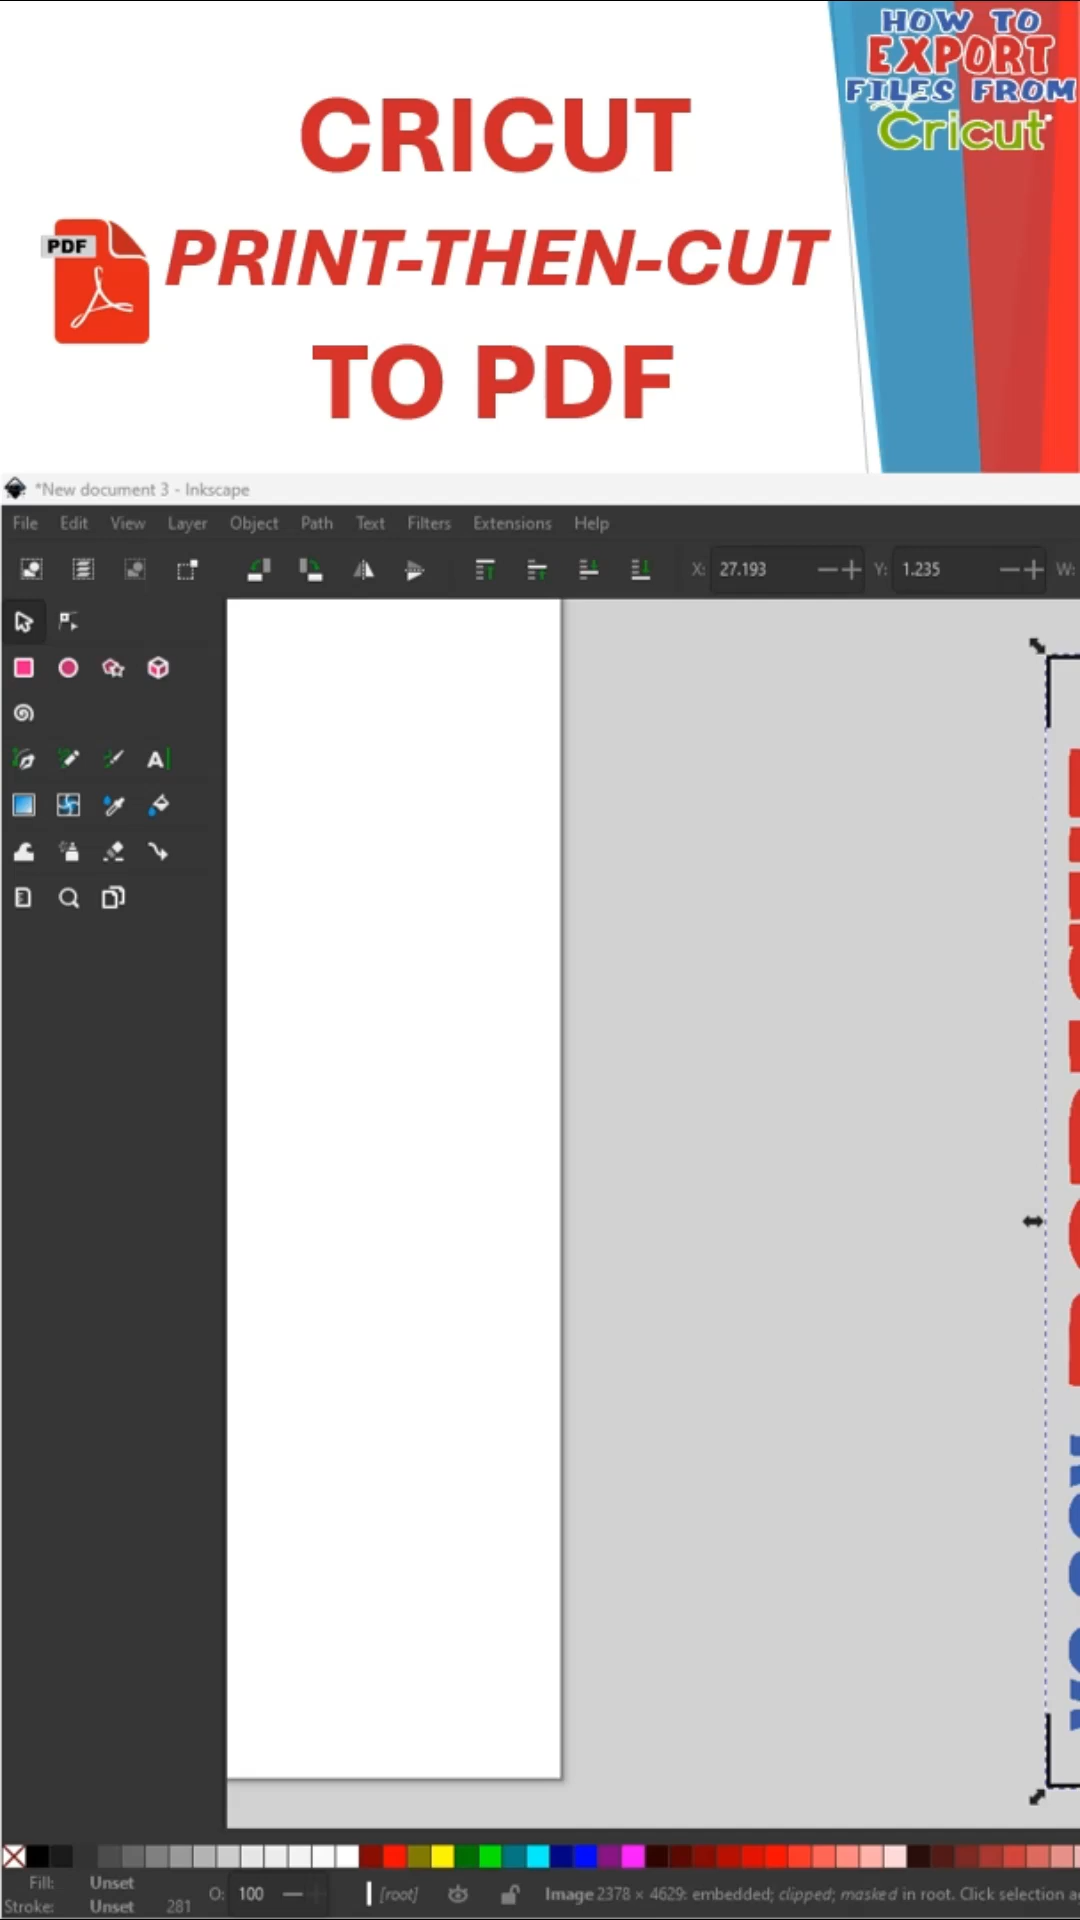 HOW TO
EXPORT
FILES FROM
Cricut
CRICUT
PDF
PRINT-THEN-CUT
TO PDF
*New document 3 - Inkscape
File Edit View Layer Object Path Text Filters Extensions Help
X: 27.193 Y: 1.235 W:
Fill: Unset
Stroke: Unset 281 O: 100 [root] Image 2378 × 4629: embedded; clipped; masked in root. Click selection